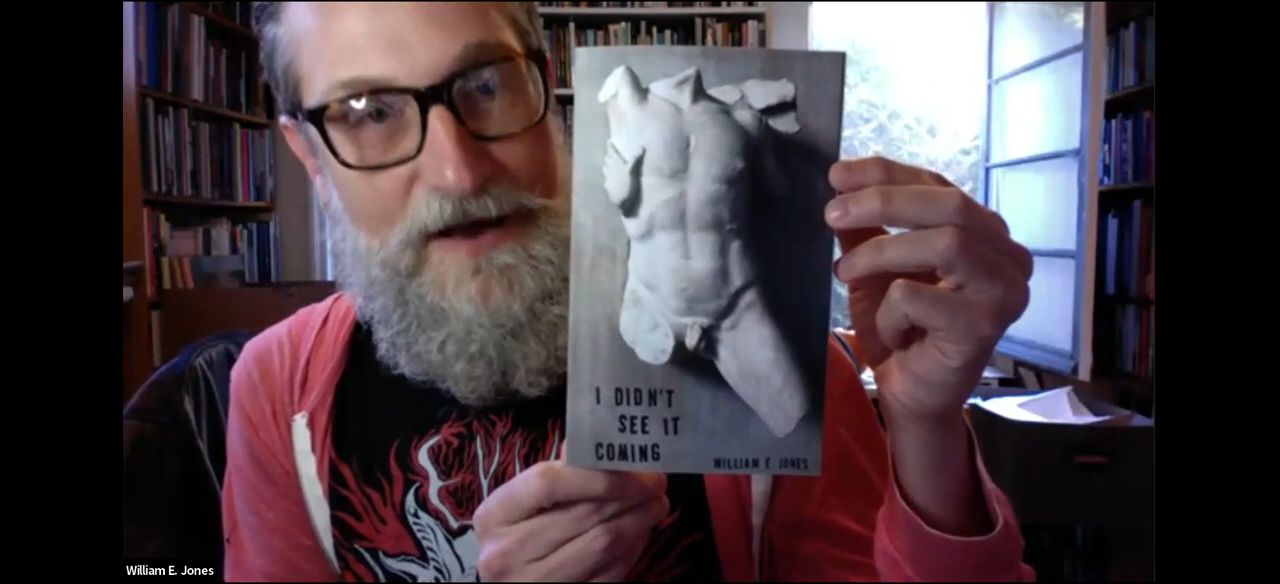 I DIDN'T
SEE IT
COMING
WILLIAM E. JONES
William E. Jones